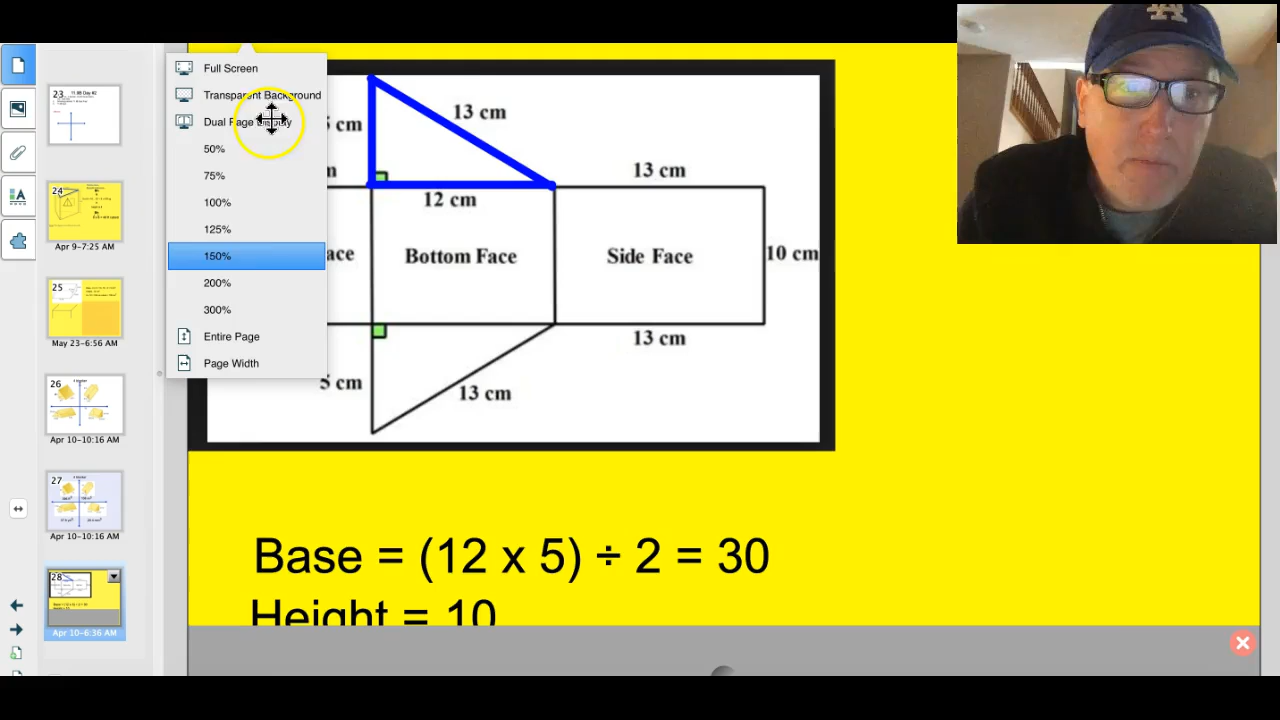 Full Screen
Transparent Background
Dual Page Display
50%
75%
100%
125%
150%
200%
300%
Entire Page
Page Width
23
24
Apr 9-7:25 AM
25
May 23-6:56 AM
26
Apr 10-10:16 AM
27
Apr 10-10:16 AM
28
Apr 10-6:36 AM
5 cm
13 cm
13 cm
12 cm
Bottom Face
Side Face
10 cm
13 cm
5 cm
13 cm
Base = (12 x 5) ÷ 2 = 30
Height = 10